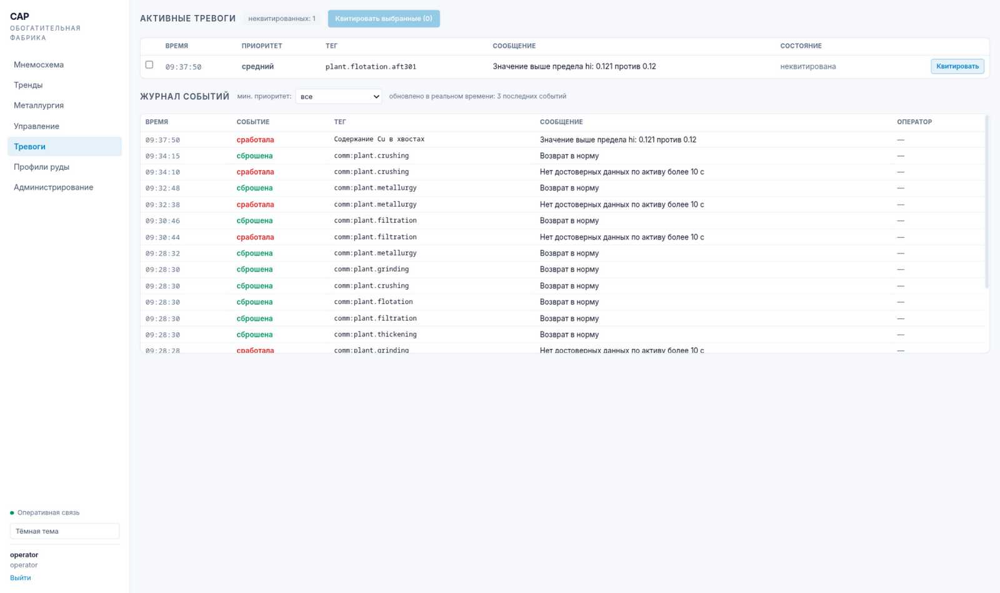 CAP
ОБОГАТИТЕЛЬНАЯ
ФАБРИКА
Мнемосхема
Тренды
Металлургия
Управление
Тревоги
Профили руды
Администрирование
Оперативная связь
Тёмная тема
operator
operator
Выйти
АКТИВНЫЕ ТРЕВОГИ неквитированных: 1 Квитировать выбранные (0)
ВРЕМЯ ПРИОРИТЕТ ТЕГ СООБЩЕНИЕ СОСТОЯНИЕ
09:37:50 средний plant.flotation.aft301 Значение выше предела hi: 0.121 против 0.12 неквитирована Квитировать
ЖУРНАЛ СОБЫТИЙ мин. приоритет: все обновлено в реальном времени: 3 последних событий
ВРЕМЯ СОБЫТИЕ ТЕГ СООБЩЕНИЕ ОПЕРАТОР
09:37:50 сработала Содержание Cu в хвостах Значение выше предела hi: 0.121 против 0.12 —
09:34:15 сброшена comm:plant.crushing Возврат в норму —
09:34:10 сработала comm:plant.crushing Нет достоверных данных по активу более 10 с —
09:32:48 сброшена comm:plant.metallurgy Возврат в норму —
09:32:38 сработала comm:plant.metallurgy Нет достоверных данных по активу более 10 с —
09:30:46 сброшена comm:plant.filtration Возврат в норму —
09:30:44 сработала comm:plant.filtration Нет достоверных данных по активу более 10 с —
09:28:32 сброшена comm:plant.metallurgy Возврат в норму —
09:28:30 сброшена comm:plant.grinding Возврат в норму —
09:28:30 сброшена comm:plant.crushing Возврат в норму —
09:28:30 сброшена comm:plant.flotation Возврат в норму —
09:28:30 сброшена comm:plant.filtration Возврат в норму —
09:28:30 сброшена comm:plant.thickening Возврат в норму —
09:28:28 сработала comm:plant.grinding Нет достоверных данных по активу более 10 с —